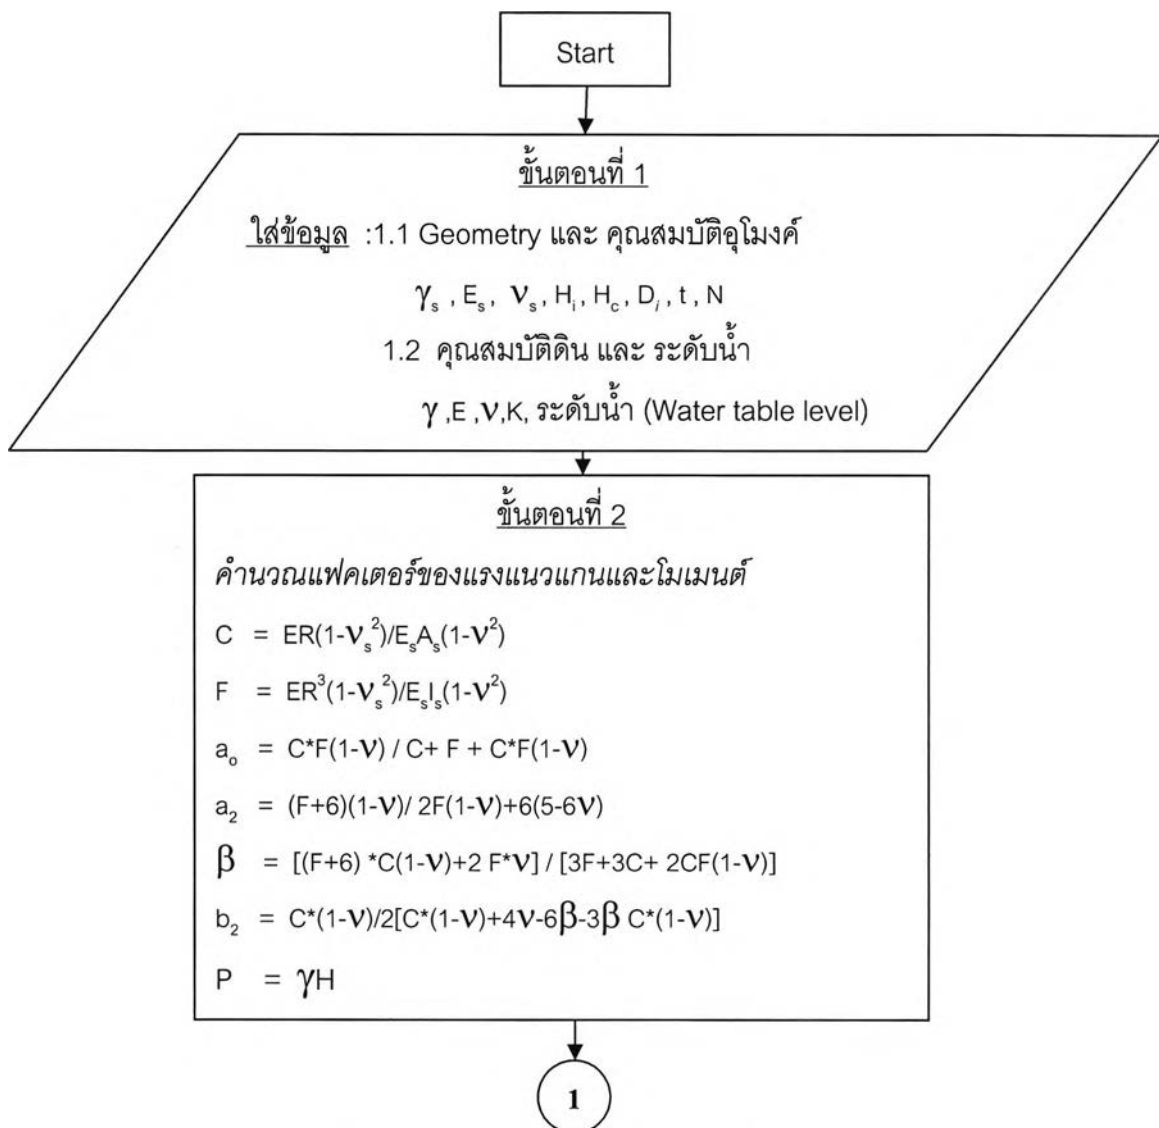 Start
ขั้นตอนที่ 1
ใส่ข้อมูล :1.1 Geometry และ คุณสมบัติอุโมงค์
γₛ , Eₛ, νₛ, Hᵢ, H꜀, Dᵢ, t , N
1.2 คุณสมบัติดิน และ ระดับน้ำ
γ ,E ,ν,K, ระดับน้ำ (Water table level)
ขั้นตอนที่ 2
คำนวณแฟคเตอร์ของแรงแนวแกนและโมเมนต์
C = ER(1-νₛ²)/EₛAₛ(1-ν²)
F = ER³(1-νₛ²)/EₛIₛ(1-ν²)
aₒ = C*F(1-ν) / C+ F + C*F(1-ν)
a₂ = (F+6)(1-ν)/ 2F(1-ν)+6(5-6ν)
β = [(F+6) *C(1-ν)+2 F*ν] / [3F+3C+ 2CF(1-ν)]
b₂ = C*(1-ν)/2[C*(1-ν)+4ν-6β-3β C*(1-ν)]
P = γH
1